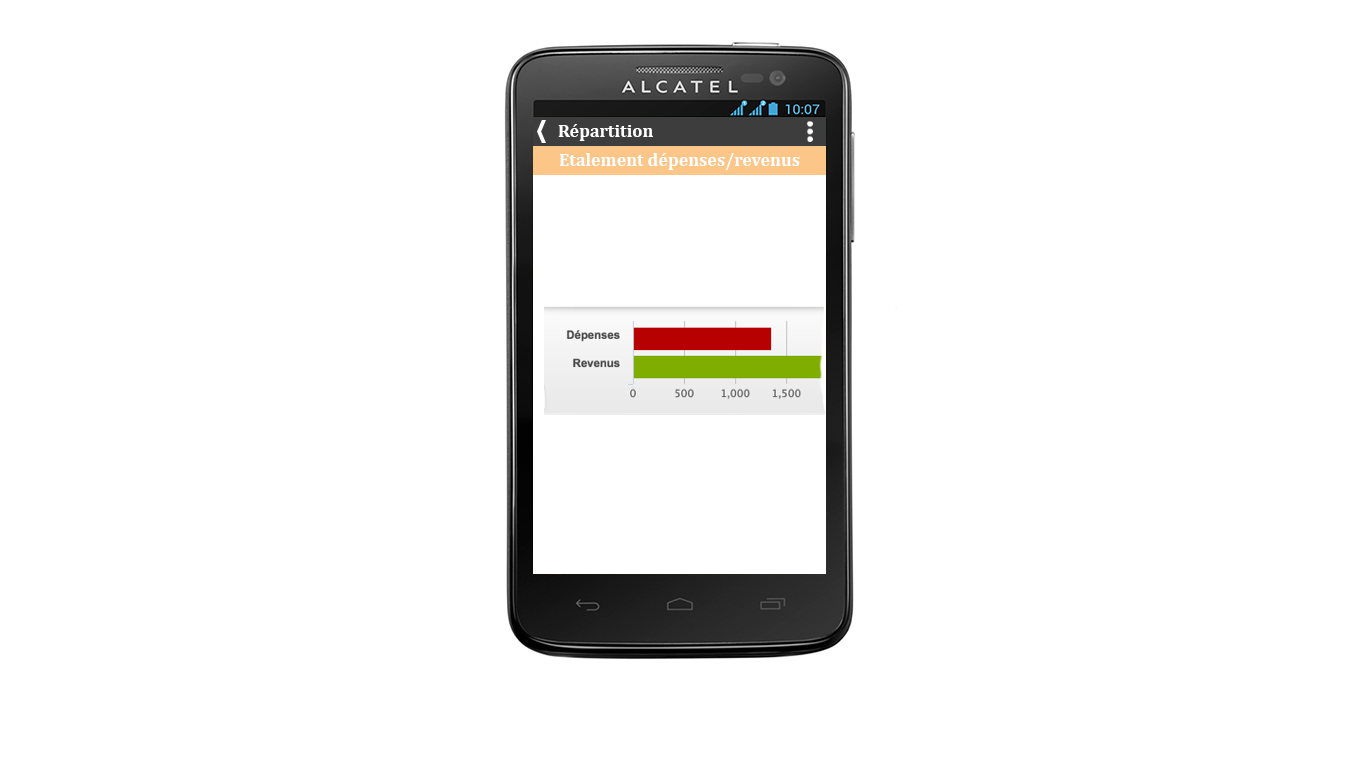 ALCATEL
10:07
Répartition
Etalement dépenses/revenus
Dépenses
Revenus
0 500 1,000 1,500